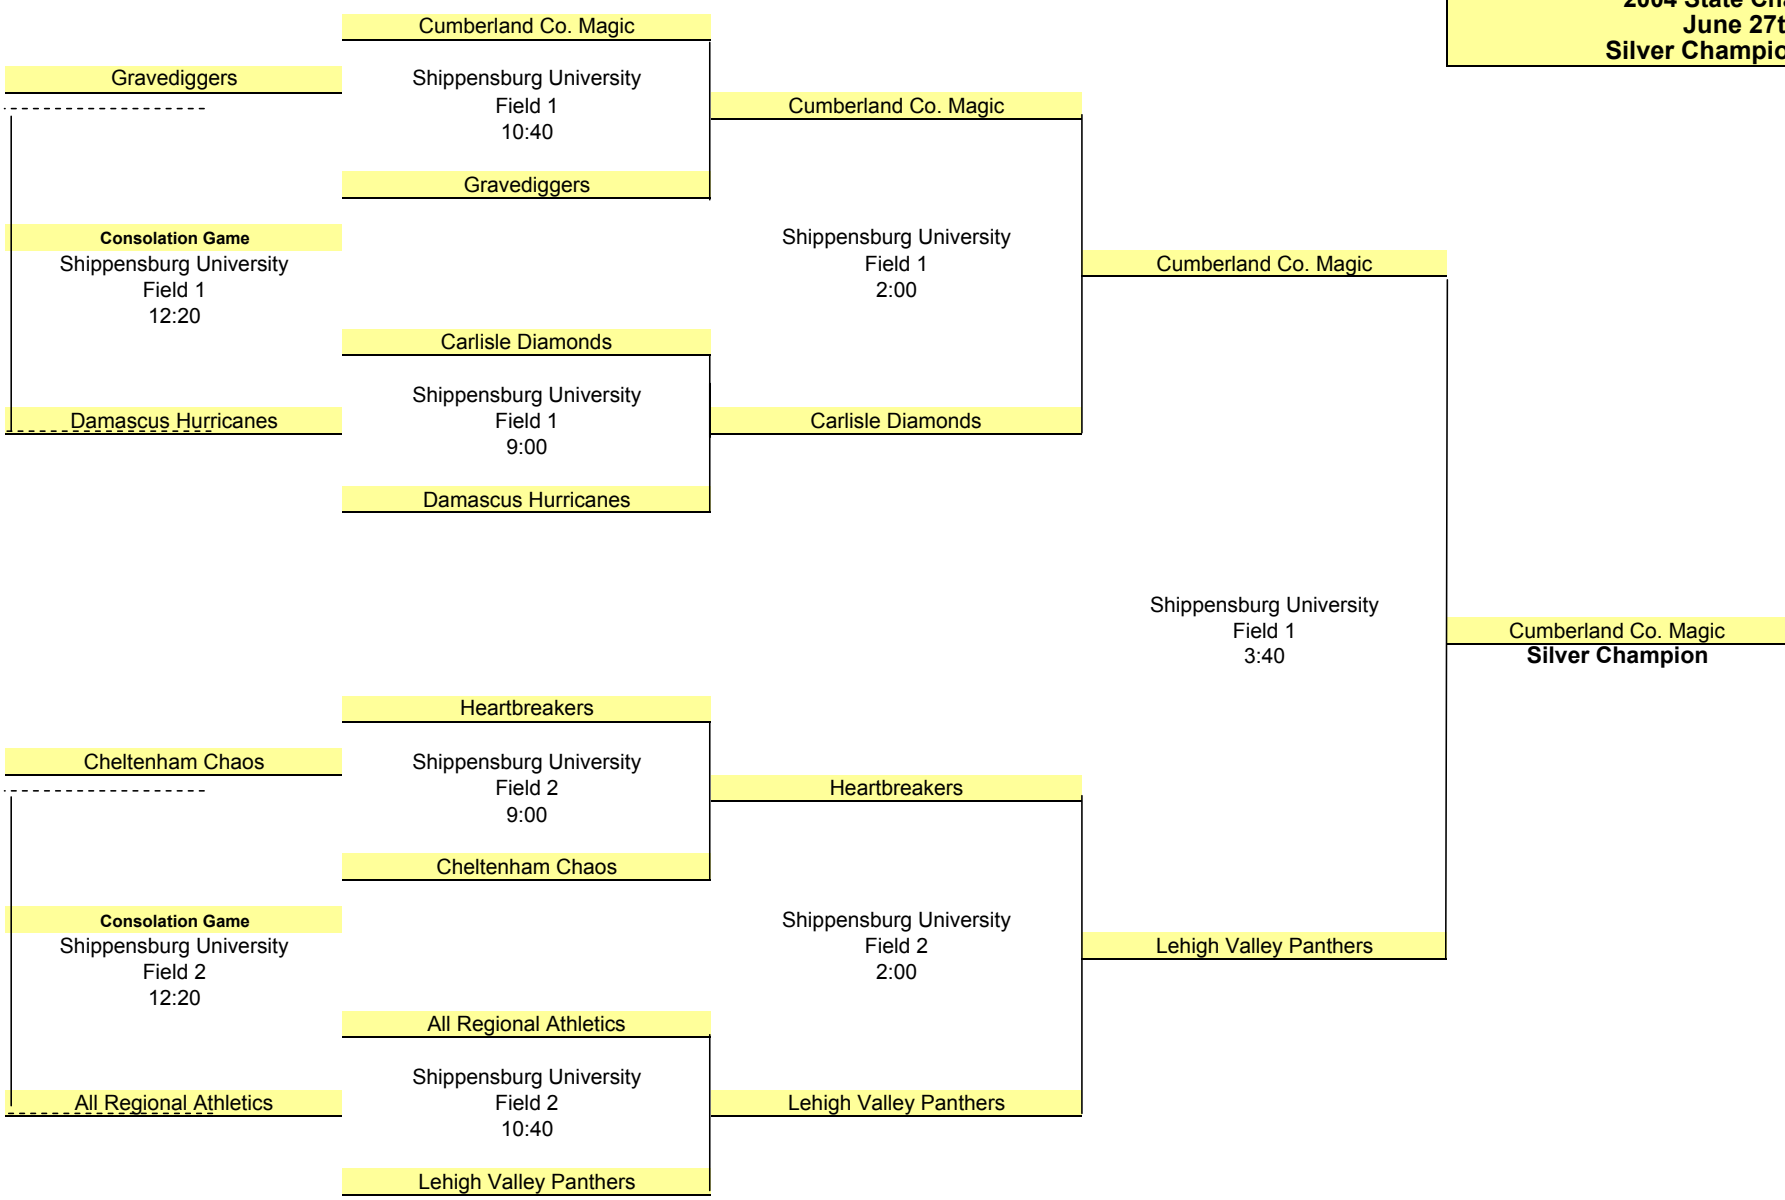 2004 State Ch
June 27t
Silver Champio
Cumberland Co. Magic
Gravediggers
Shippensburg University
Field 1
10:40
Cumberland Co. Magic
Gravediggers
Consolation Game
Shippensburg University
Field 1
12:20
Shippensburg University
Field 1
2:00
Cumberland Co. Magic
Carlisle Diamonds
Damascus Hurricanes
Shippensburg University
Field 1
9:00
Carlisle Diamonds
Damascus Hurricanes
Shippensburg University
Field 1
3:40
Cumberland Co. Magic
Silver Champion
Heartbreakers
Cheltenham Chaos
Shippensburg University
Field 2
9:00
Heartbreakers
Cheltenham Chaos
Consolation Game
Shippensburg University
Field 2
12:20
Shippensburg University
Field 2
2:00
Lehigh Valley Panthers
All Regional Athletics
All Regional Athletics
Shippensburg University
Field 2
10:40
Lehigh Valley Panthers
Lehigh Valley Panthers